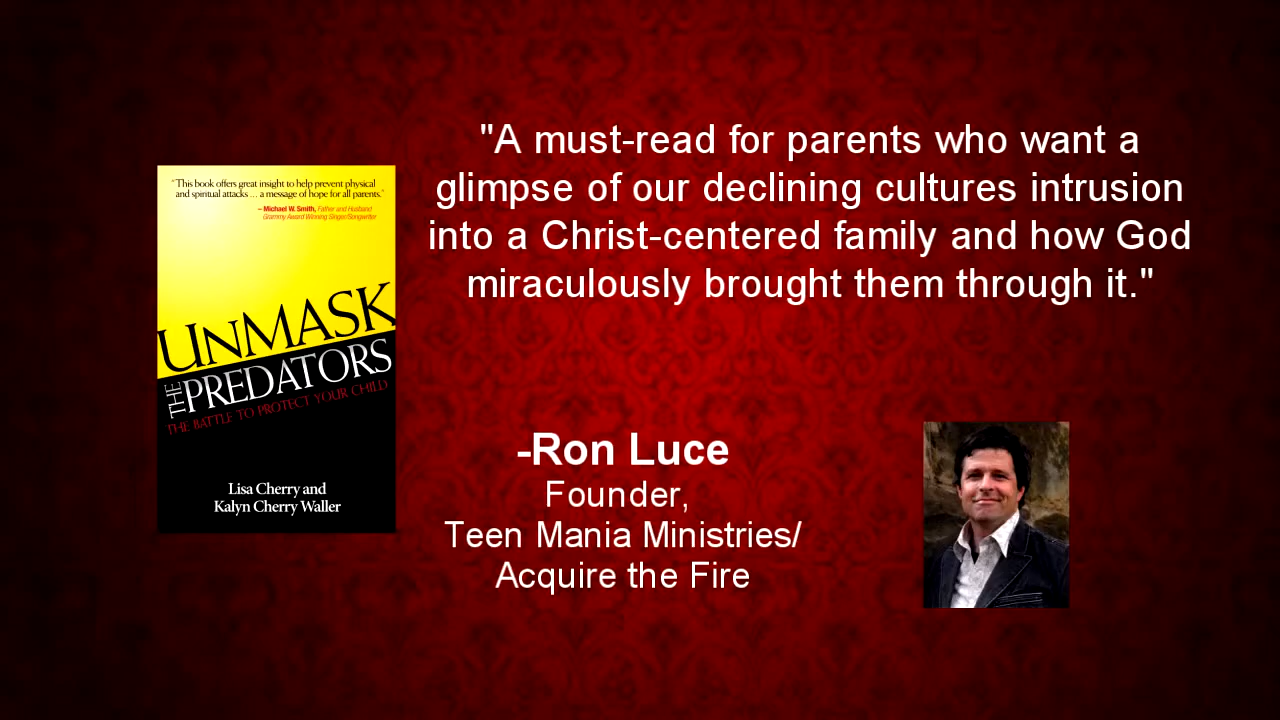 "This book offers great insight to help prevent physical
and spiritual attacks ... a message of hope for all parents."
– Michael W. Smith, Father and Husband
Grammy Award-Winning Singer/Songwriter
UNMASK
THE PREDATORS
THE BATTLE TO PROTECT YOUR CHILD
Lisa Cherry and
Kalyn Cherry Waller
"A must-read for parents who want a
glimpse of our declining cultures intrusion
into a Christ-centered family and how God
miraculously brought them through it."
-Ron Luce
Founder,
Teen Mania Ministries/
Acquire the Fire